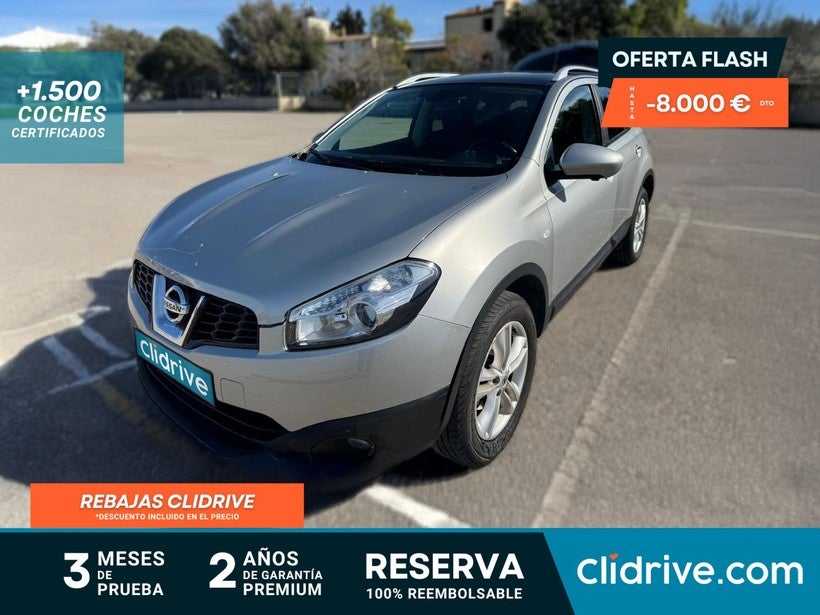 +1.500
COCHES
CERTIFICADOS
OFERTA FLASH
HASTA
-8.000 € DTO
NISSAN
clidrive
REBAJAS CLIDRIVE
*DESCUENTO INCLUIDO EN EL PRECIO
3 MESES
DE
PRUEBA
2 AÑOS
DE GARANTÍA
PREMIUM
RESERVA
100% REEMBOLSABLE
Clidrive.com